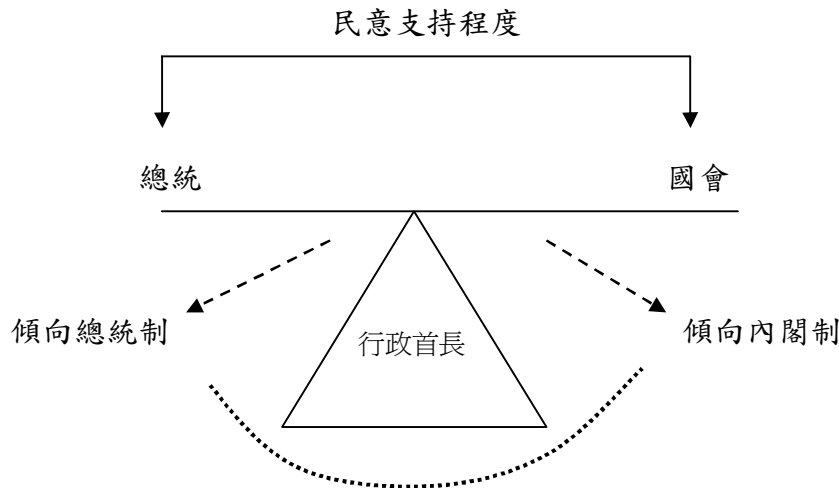 民意支持程度
總統
國會
傾向總統制
行政首長
傾向內閣制